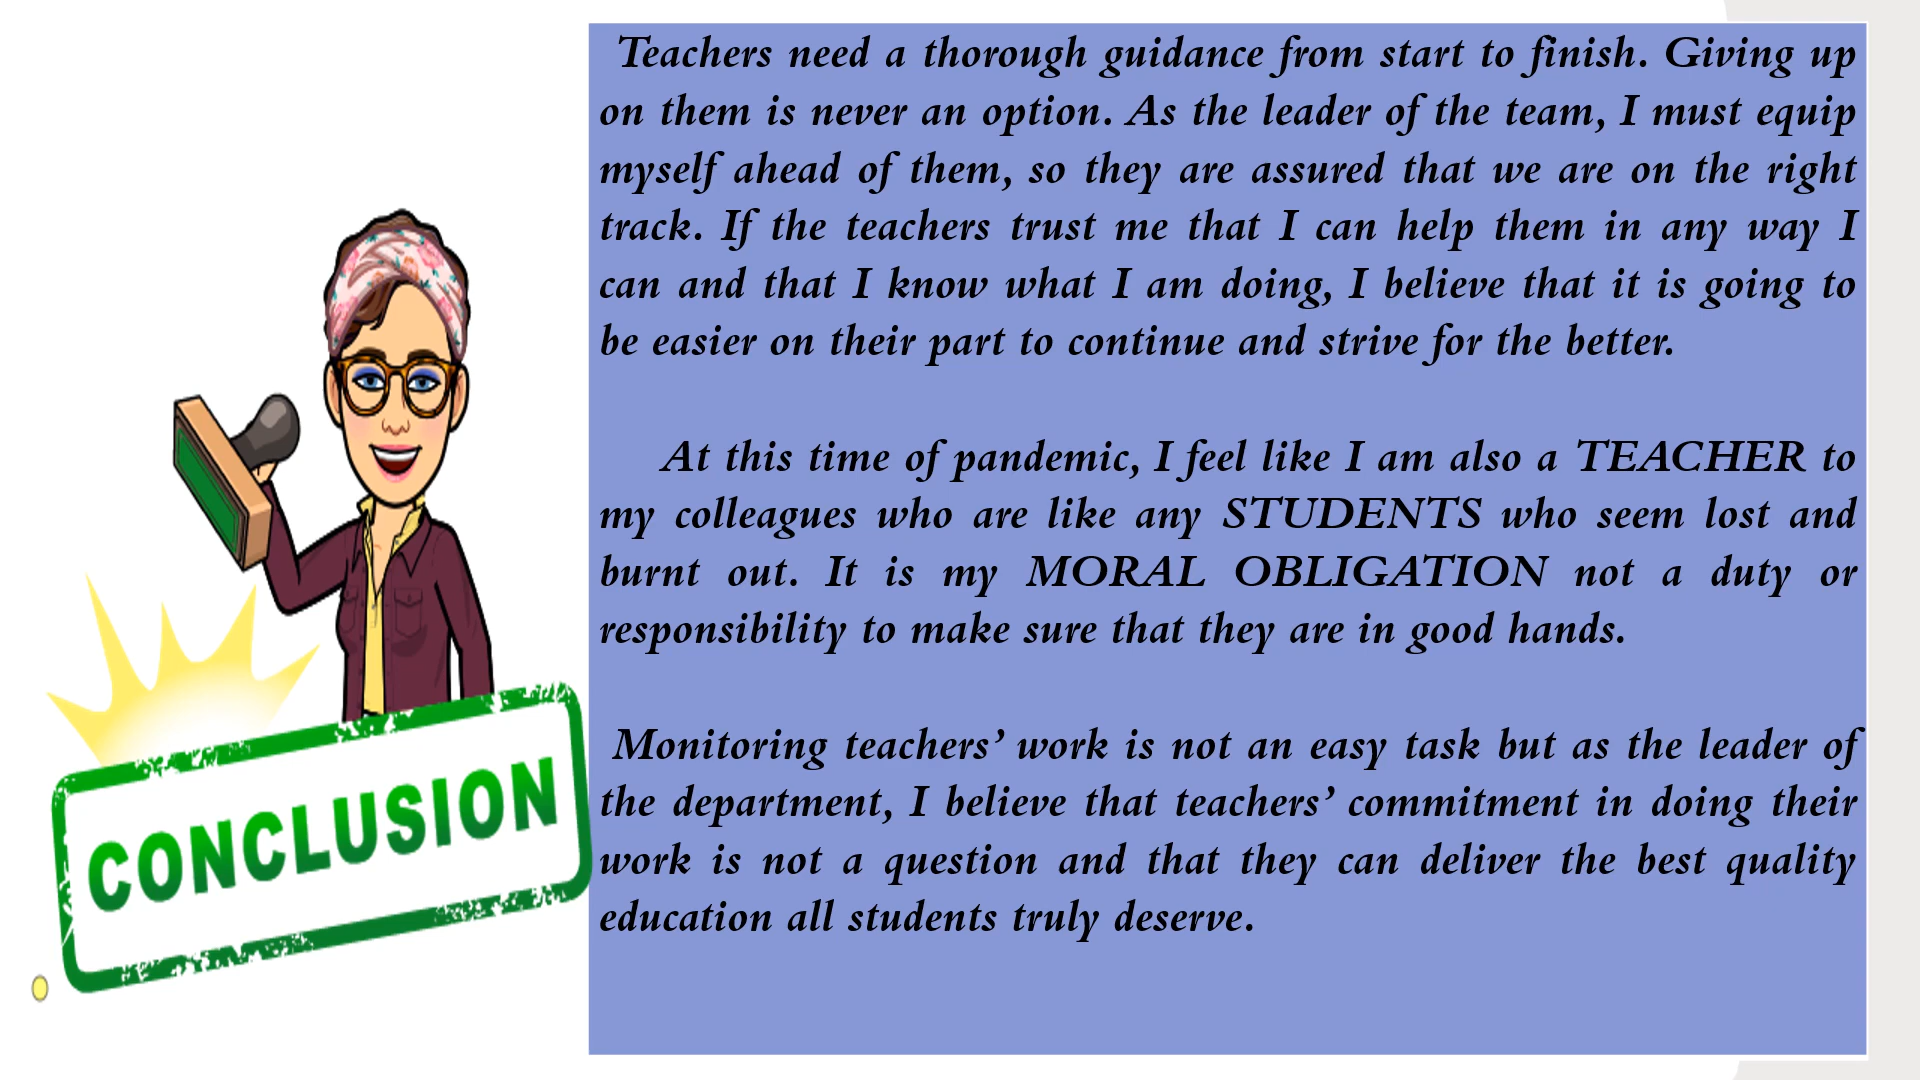 Teachers need a thorough guidance from start to finish. Giving up
on them is never an option. As the leader of the team, I must equip
myself ahead of them, so they are assured that we are on the right
track. If the teachers trust me that I can help them in any way I
can and that I know what I am doing, I believe that it is going to
be easier on their part to continue and strive for the better.
At this time of pandemic, I feel like I am also a TEACHER to
my colleagues who are like any STUDENTS who seem lost and
burnt out. It is my MORAL OBLIGATION not a duty or
responsibility to make sure that they are in good hands.
Monitoring teachers’ work is not an easy task but as the leader of
the department, I believe that teachers’ commitment in doing their
work is not a question and that they can deliver the best quality
education all students truly deserve.
CONCLUSION